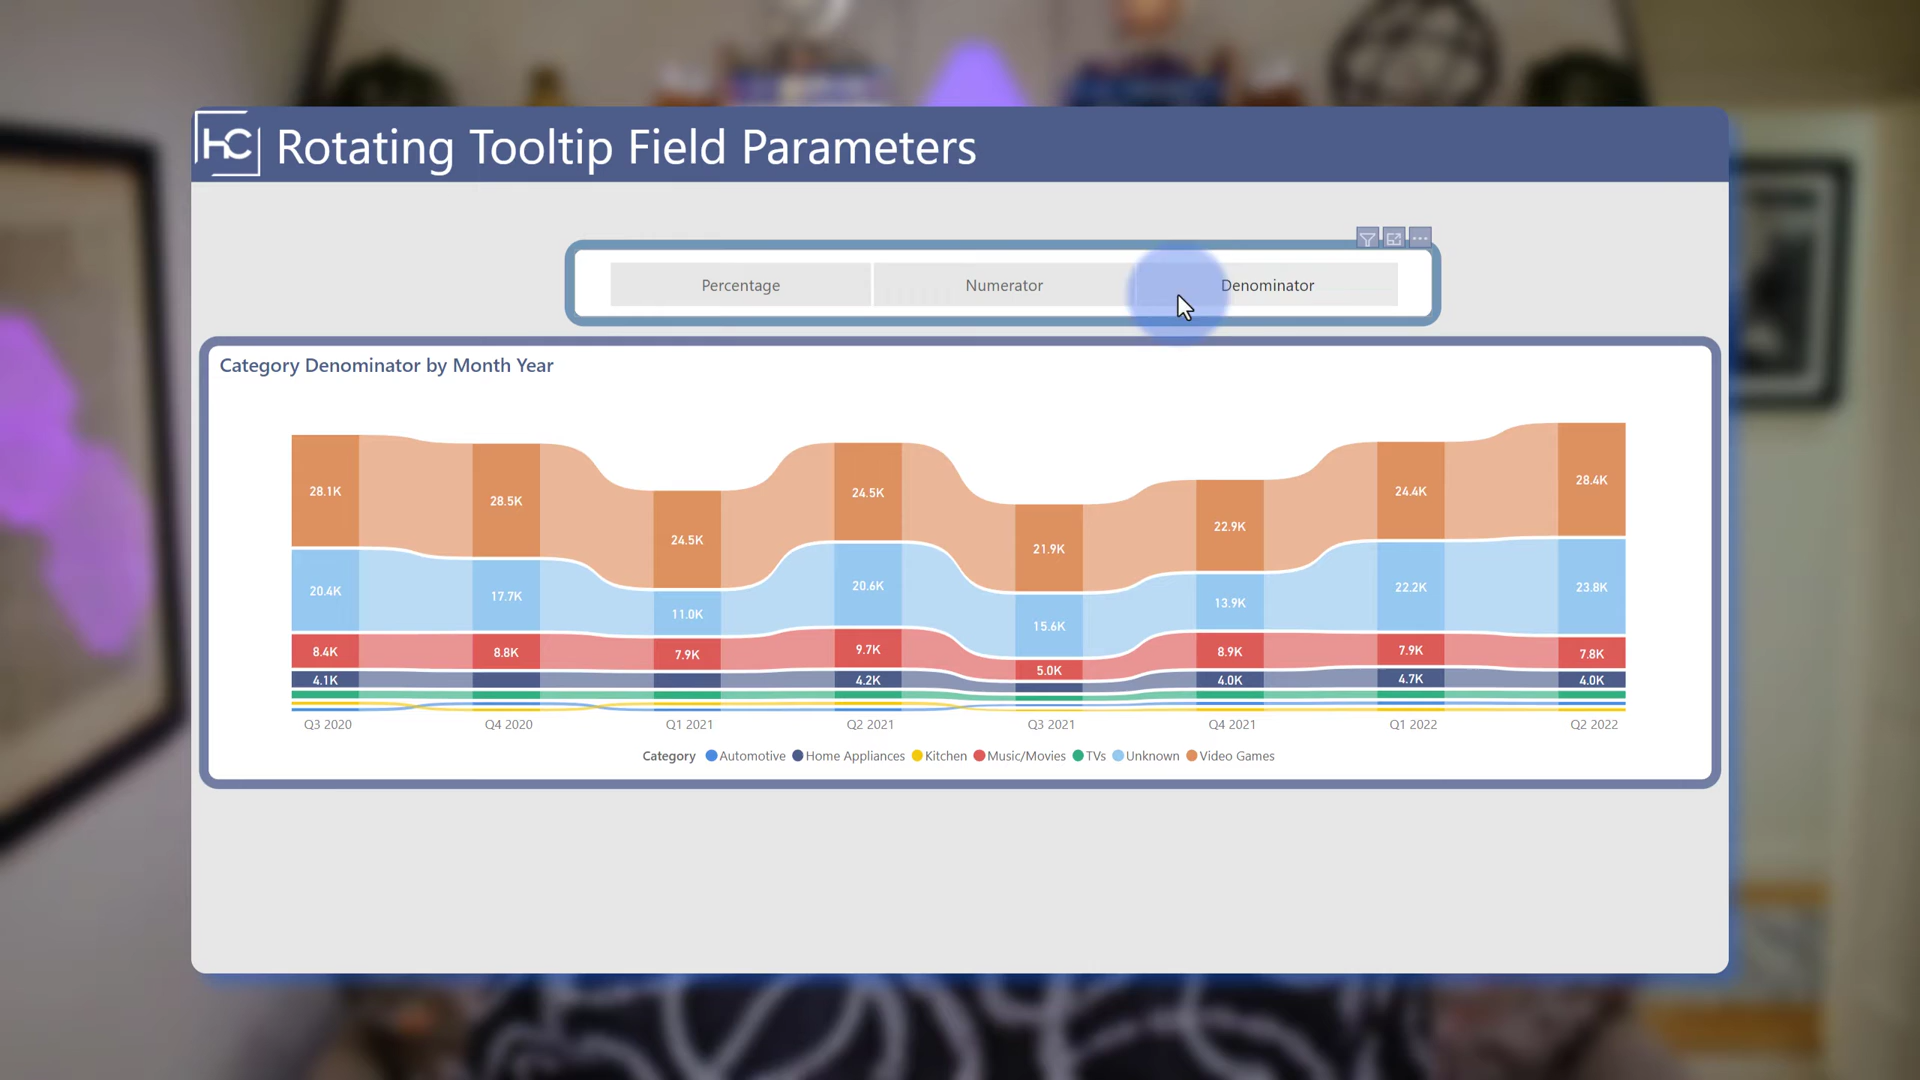 HC Rotating Tooltip Field Parameters
Percentage Numerator Denominator
Category Denominator by Month Year
28.1K 28.5K 24.5K 24.5K 21.9K 22.9K 24.4K 28.4K
20.4K 17.7K 11.0K 20.6K 15.6K 13.9K 22.2K 23.8K
8.4K 8.8K 7.9K 9.7K 5.0K 8.9K 7.9K 7.8K
4.1K 4.2K 4.0K 4.7K 4.0K
Q3 2020 Q4 2020 Q1 2021 Q2 2021 Q3 2021 Q4 2021 Q1 2022 Q2 2022
Category Automotive Home Appliances Kitchen Music/Movies TVs Unknown Video Games